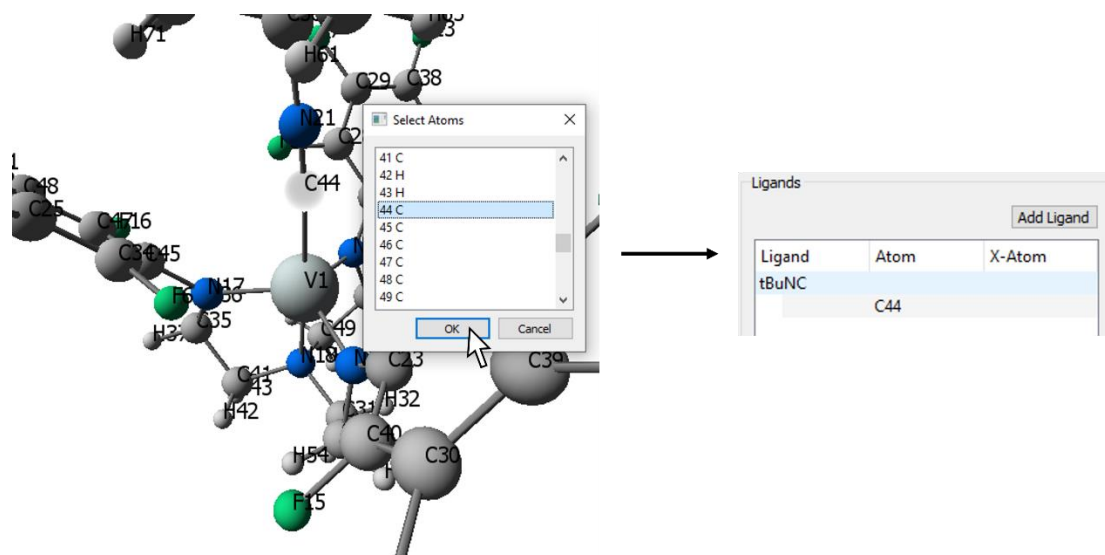 H71
H61
C29
C38
N21
C44
C48
C25
C45
C34
V1
N17
C35
H37
C49
N18
C23
C39
C41
H42
H32
C40
C30
H54
F15
Select Atoms
41 C
42 H
43 H
44 C
45 C
46 C
47 C
48 C
49 C
OK
Cancel
Ligands
Add Ligand
Ligand Atom X-Atom
tBuNC
C44